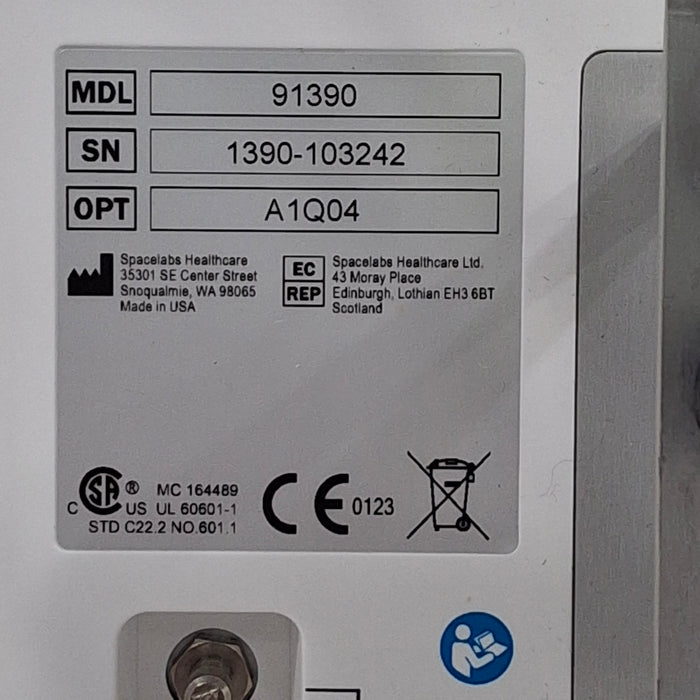 MDL 91390
SN 1390-103242
OPT A1Q04
Spacelabs Healthcare
35301 SE Center Street
Snoqualmie, WA 98065
Made in USA
EC REP
Spacelabs Healthcare Ltd.
43 Moray Place
Edinburgh, Lothian EH3 6BT
Scotland
C SA ® US
MC 164489
UL 60601-1
STD C22.2 NO.601.1
CE 0123